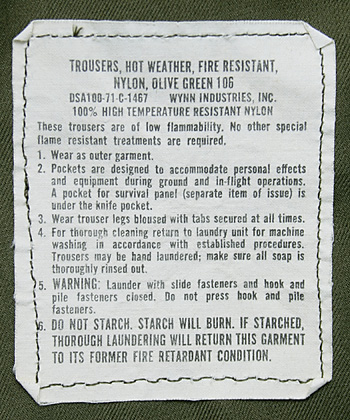 TROUSERS, HOT WEATHER, FIRE RESISTANT,
NYLON, OLIVE GREEN 106
DSA100-71-C-1467 WYNN INDUSTRIES, INC.
100% HIGH TEMPERATURE RESISTANT NYLON
These trousers are of low flammability. No other special
flame resistant treatments are required.
1. Wear as outer garment.
2. Pockets are designed to accommodate personal effects
and equipment during ground and in-flight operations.
A pocket for survival panel (separate item of issue) is
under the knife pocket.
3. Wear trouser legs bloused with tabs secured at all times.
4. For thorough cleaning return to laundry unit for machine
washing in accordance with established procedures.
Trousers may be hand laundered; make sure all soap is
thoroughly rinsed out.
5. WARNING: Launder with slide fasteners and hook and
pile fasteners closed. Do not press hook and pile
fasteners.
6. DO NOT STARCH. STARCH WILL BURN. IF STARCHED,
THOROUGH LAUNDERING WILL RETURN THIS GARMENT
TO ITS FORMER FIRE RETARDANT CONDITION.